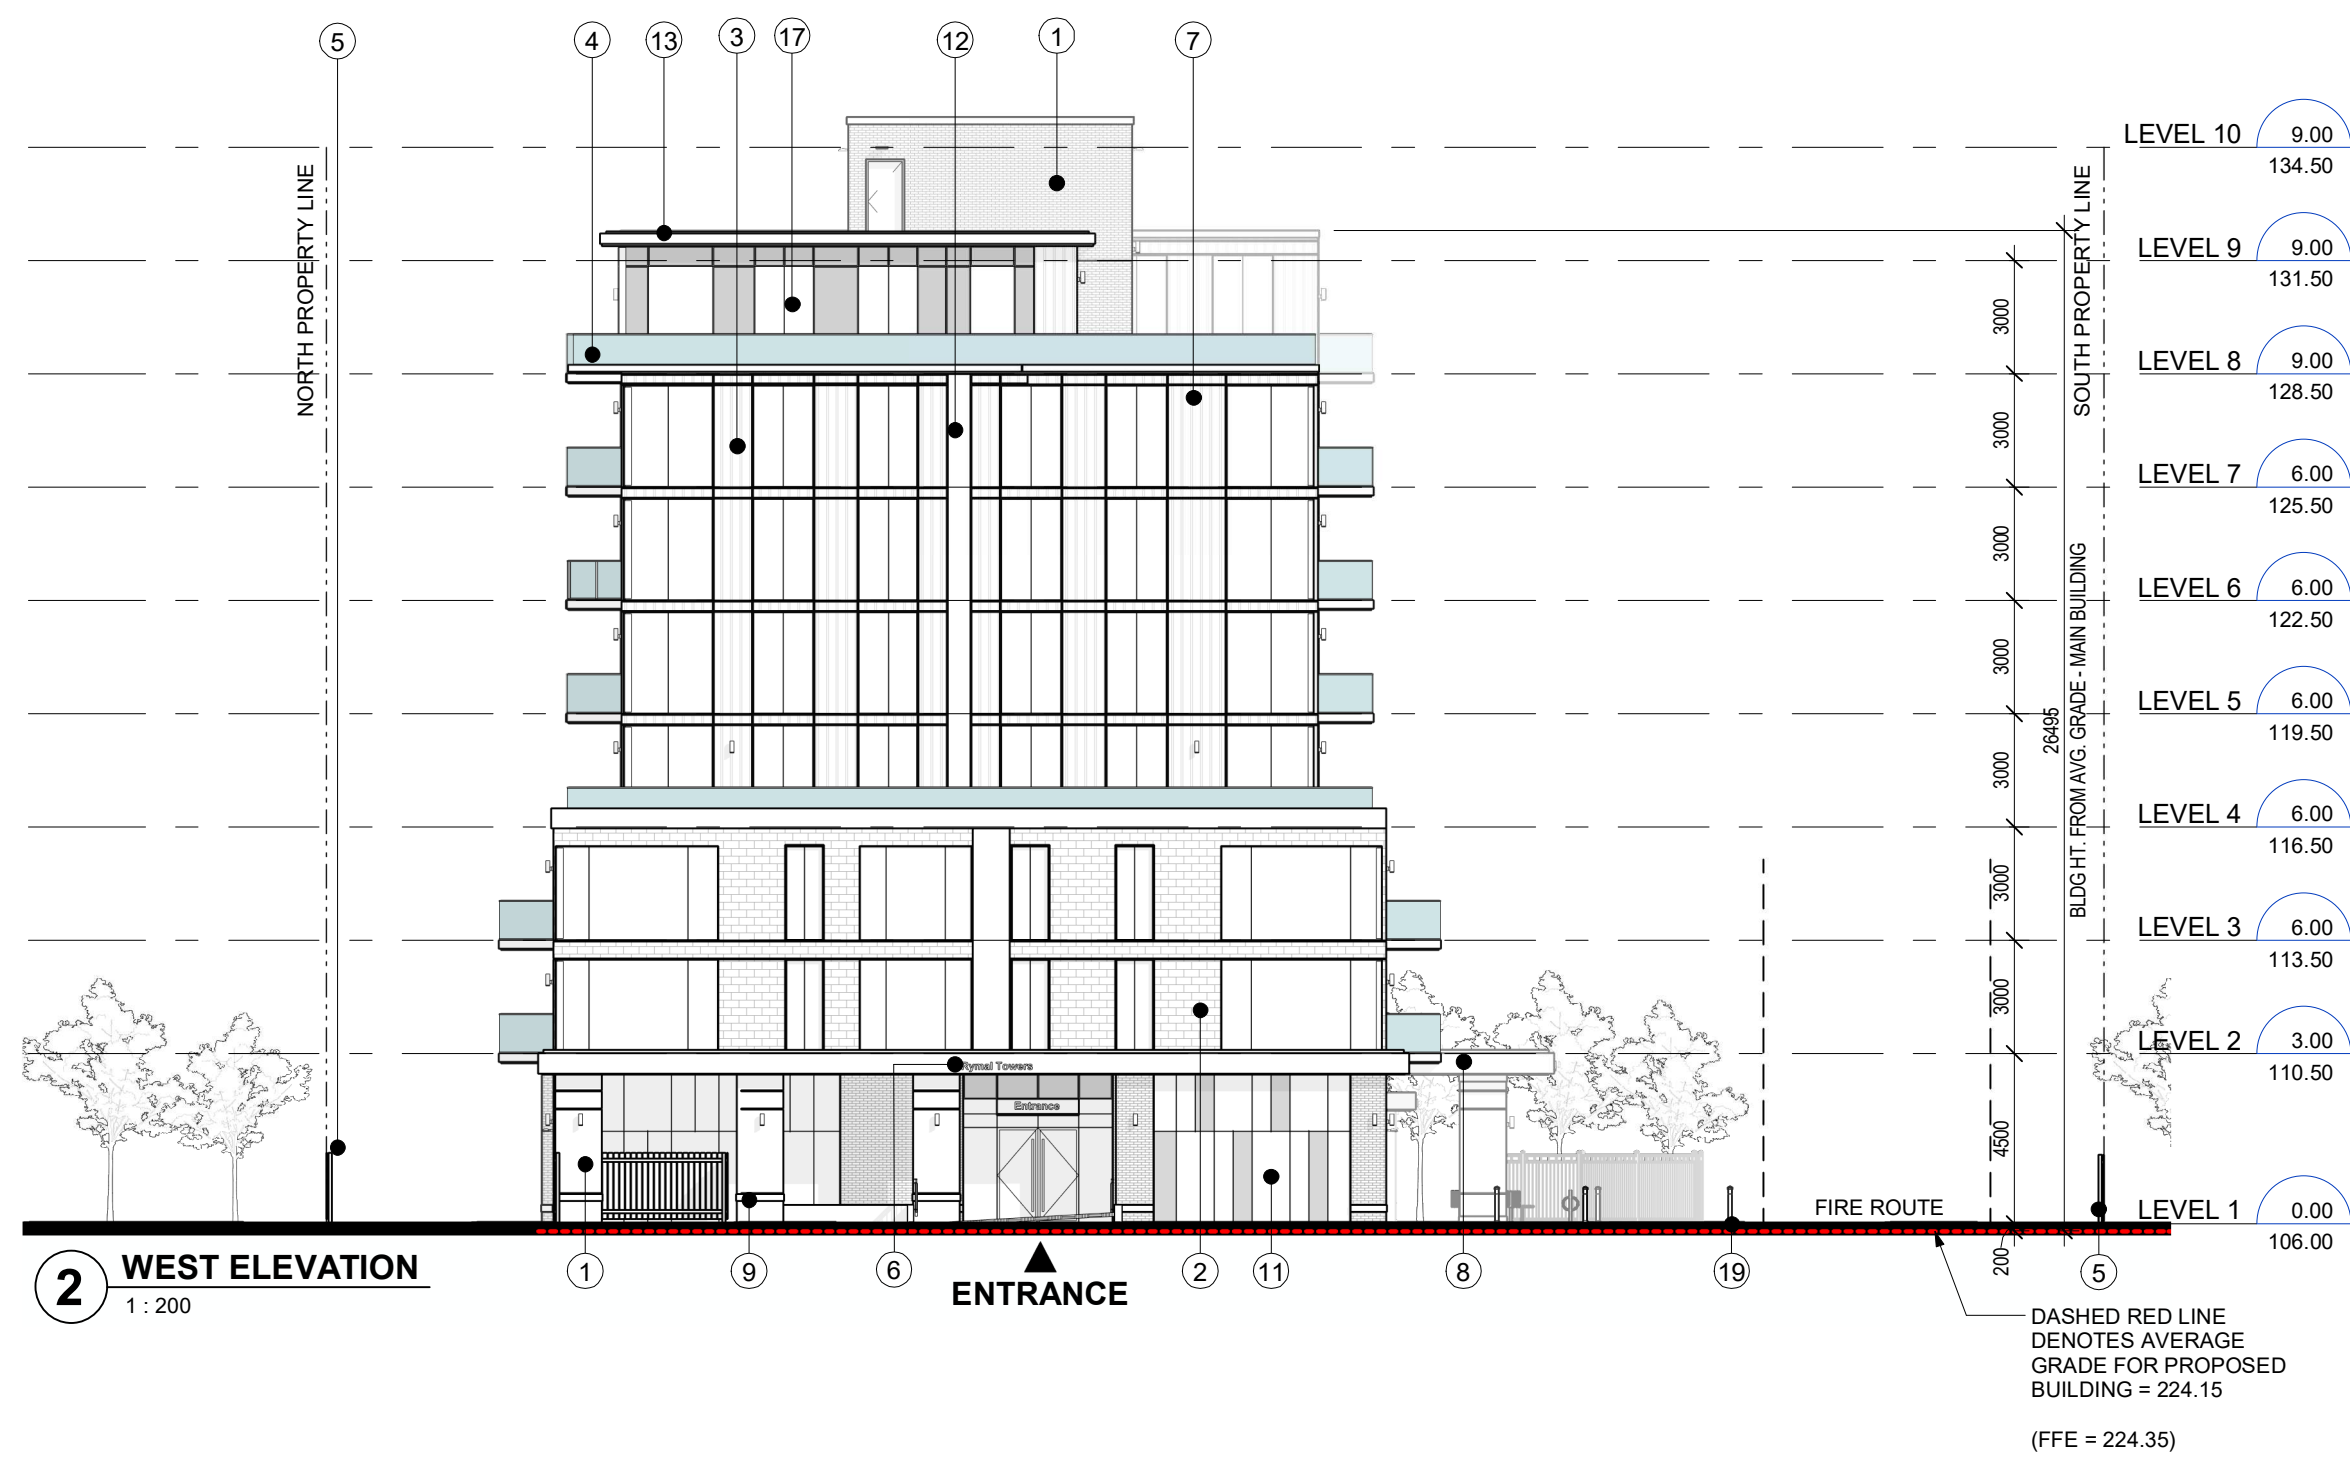 5
4
13
3
17
12
1
7
NORTH PROPERTY LINE
SOUTH PROPERTY LINE
LEVEL 10 9.00
134.50
LEVEL 9 9.00
131.50
LEVEL 8 9.00
128.50
LEVEL 7 6.00
125.50
LEVEL 6 6.00
122.50
LEVEL 5 6.00
119.50
LEVEL 4 6.00
116.50
LEVEL 3 6.00
113.50
LEVEL 2 3.00
110.50
LEVEL 1 0.00
106.00
3000
3000
3000
3000
3000
3000
3000
4500
200
26495
BLDG HT. FROM AVG. GRADE - MAIN BUILDING
Rymal Towers
Entrance
FIRE ROUTE
1
9
6
2
11
8
19
5
ENTRANCE
2 WEST ELEVATION
1 : 200
DASHED RED LINE
DENOTES AVERAGE
GRADE FOR PROPOSED
BUILDING = 224.15
(FFE = 224.35)